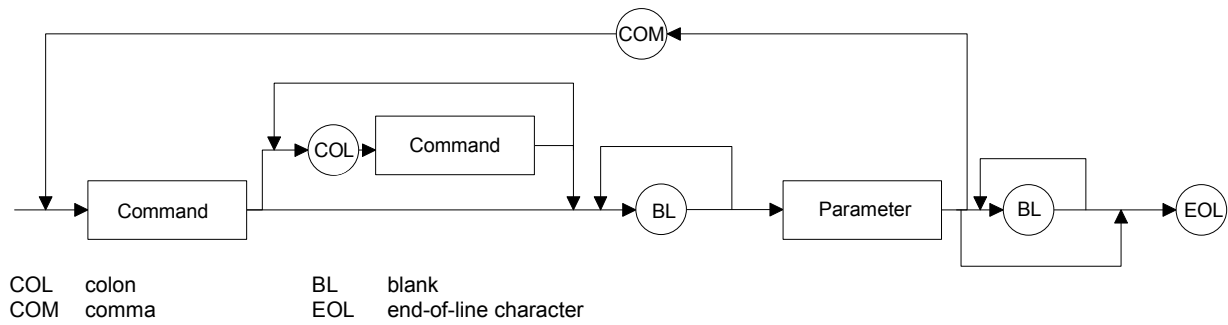 COM
COL
Command
Command
BL
Parameter
BL
EOL
COL colon BL blank
COM comma EOL end-of-line character